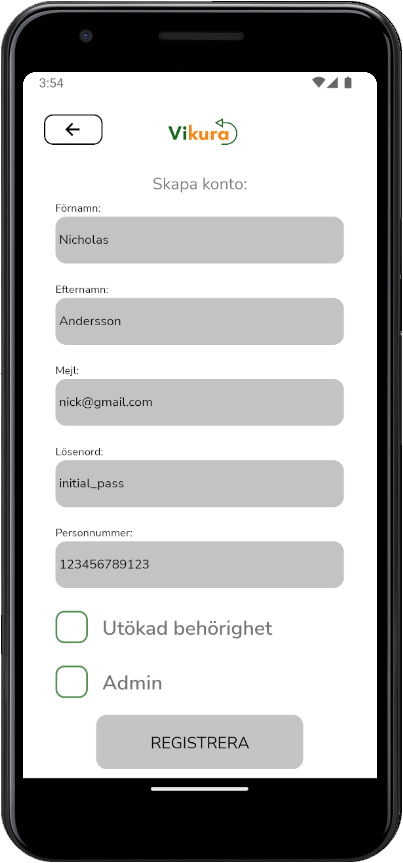 3:54
Vikura
Skapa konto:
Förnamn:
Nicholas
Efternamn:
Andersson
Mejl:
nick@gmail.com
Lösenord:
initial_pass
Personnummer:
123456789123
Utökad behörighet
Admin
REGISTRERA